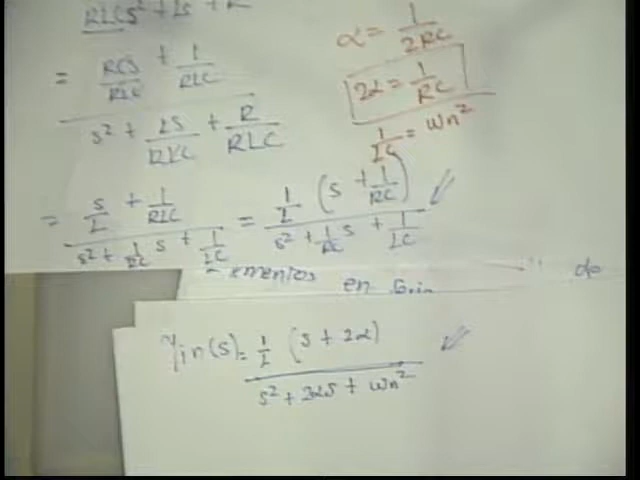 RLCs² + Ls + R
= (RCS/RLC + 1/RLC) / (s² + LS/RLC + R/RLC)
α = 1/2RC
2α = 1/RC
1/LC = Wn²
= (s/L + 1/RLC) / (s² + 1/RC s + 1/LC) = 1/L (s + 1/RC) / (s² + 1/RC s + 1/LC)
en
do
Yin(s) = 1/L (s + 2α) / (s² + 2αs + Wn²)